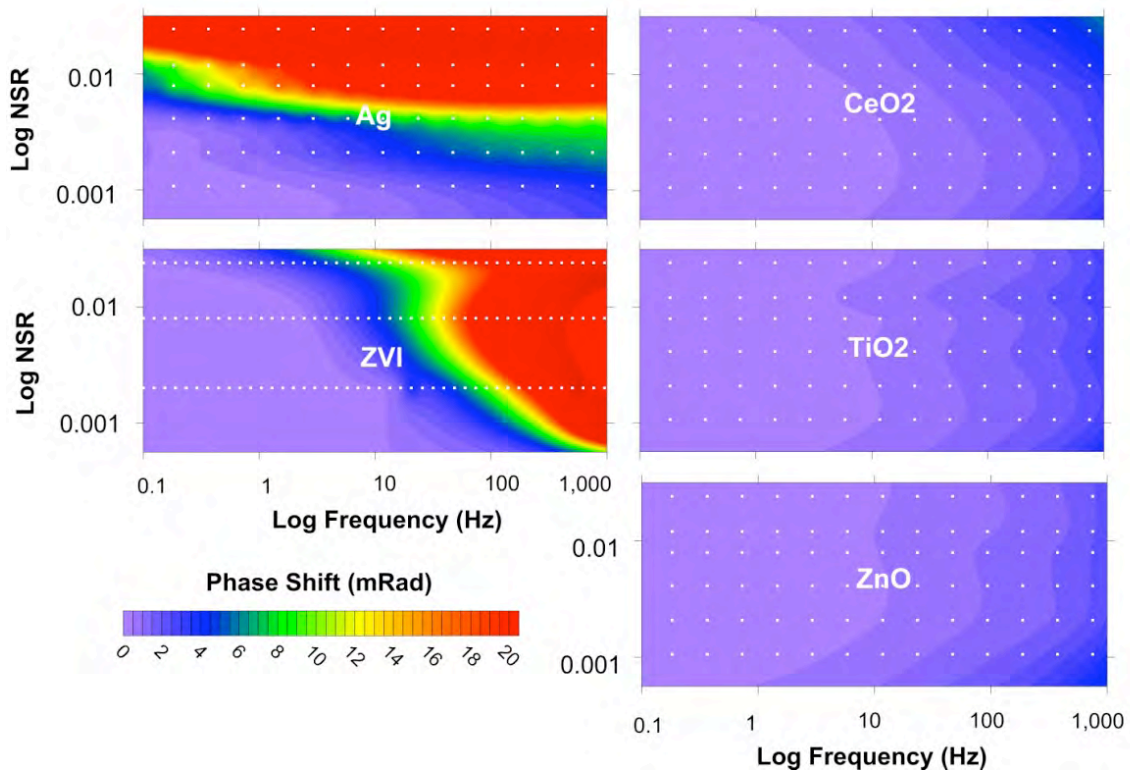 Log NSR
0.01
0.001
Ag
CeO2
Log NSR
0.01
0.001
ZVI
TiO2
0.1 1 10 100 1,000
Log Frequency (Hz)
0.01
0.001
ZnO
Phase Shift (mRad)
0 2 4 6 8 10 12 14 16 18 20
0.1 1 10 100 1,000
Log Frequency (Hz)